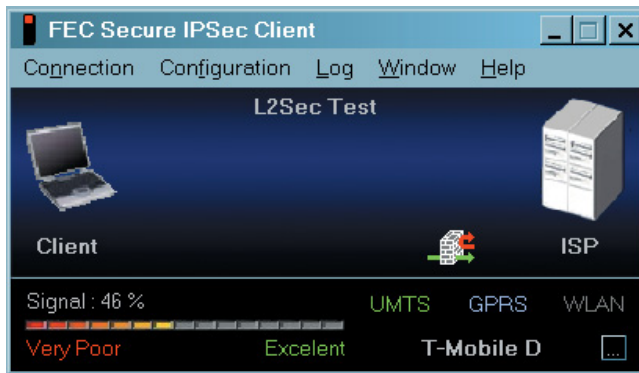 FEC Secure IPSec Client
Connection Configuration Log Window Help
L2Sec Test
Client ISP
Signal : 46 % UMTS GPRS WLAN
Very Poor Excelent T-Mobile D ...